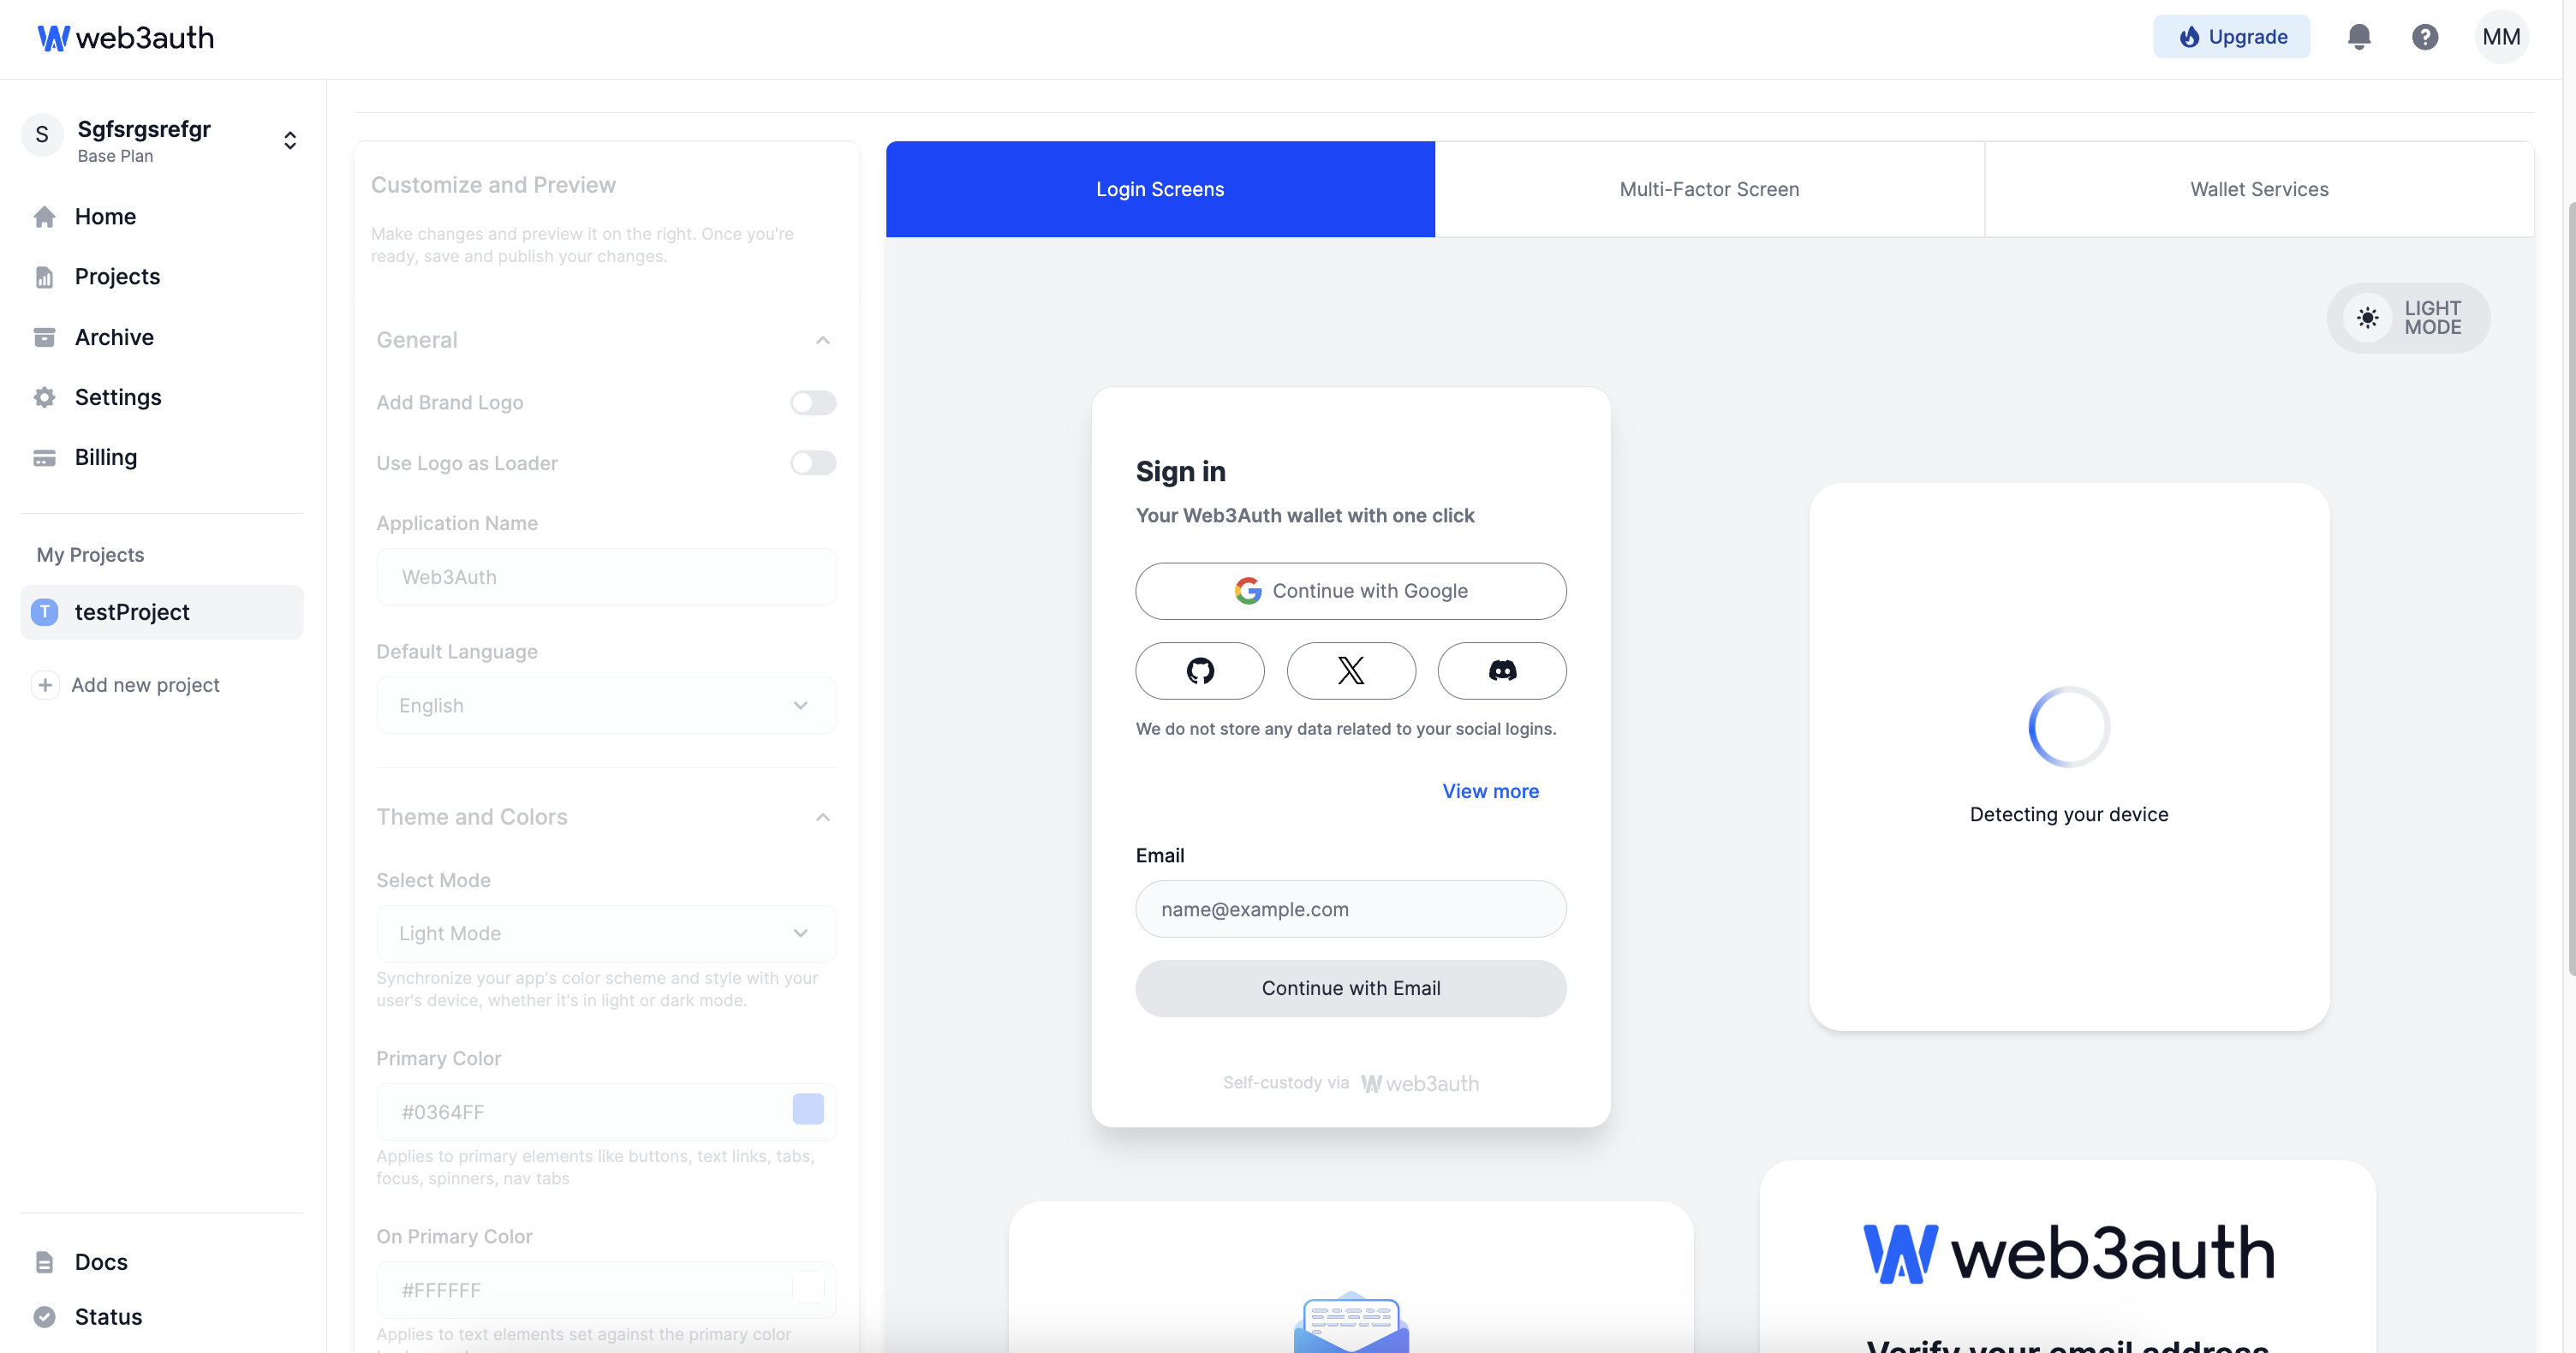 web3auth
Upgrade
MM
S
Sgfsrgsrefgr
Base Plan
Home
Projects
Archive
Settings
Billing
My Projects
T
testProject
Add new project
Docs
Status
Customize and Preview
Make changes and preview it on the right. Once you're
ready, save and publish your changes.
General
Add Brand Logo
Use Logo as Loader
Application Name
Web3Auth
Default Language
English
Theme and Colors
Select Mode
Light Mode
Synchronize your app's color scheme and style with your
user's device, whether it's in light or dark mode.
Primary Color
#0364FF
Applies to primary elements like buttons, text links, tabs,
focus, spinners, nav tabs
On Primary Color
#FFFFFF
Applies to text elements set against the primary color
Login Screens
Multi-Factor Screen
Wallet Services
LIGHT
MODE
Sign in
Your Web3Auth wallet with one click
Continue with Google
We do not store any data related to your social logins.
View more
Email
name@example.com
Continue with Email
Self-custody via web3auth
Detecting your device
web3auth
Verify your email address